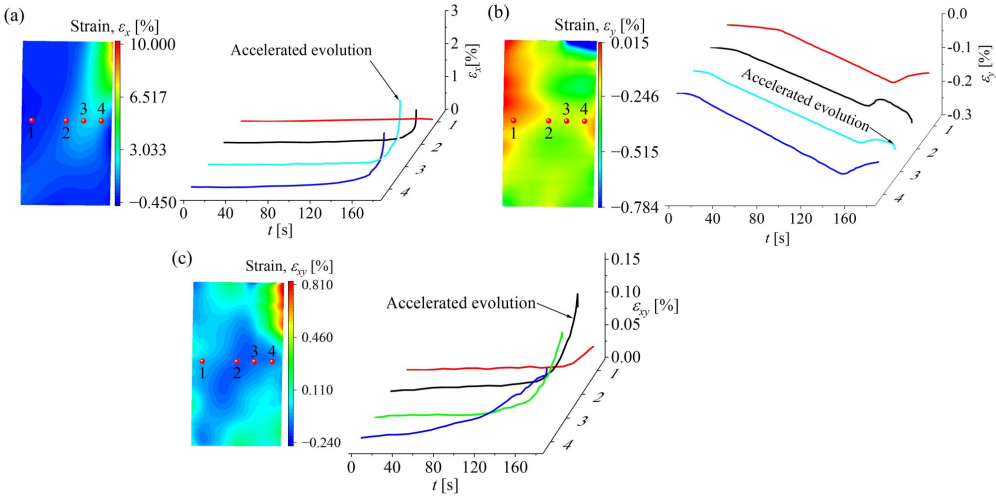 (a)
Strain, εx [%]
10.000
6.517
3.033
−0.450
1
2
3
4
Accelerated evolution
3
2
1
0
εx[%]
1
2
3
4
0 40 80 120 160
t [s]
(b)
Strain, εy [%]
0.015
−0.246
−0.515
−0.784
1
2
3
4
Accelerated evolution
0.0
−0.1
−0.2
−0.3
εy [%]
1
2
3
4
0 40 80 120 160
t [s]
(c)
Strain, εxy [%]
0.810
0.460
0.110
−0.240
1
2
3
4
Accelerated evolution
0.15
0.10
0.05
0.00
εxy [%]
1
2
3
4
0 40 80 120 160
t [s]